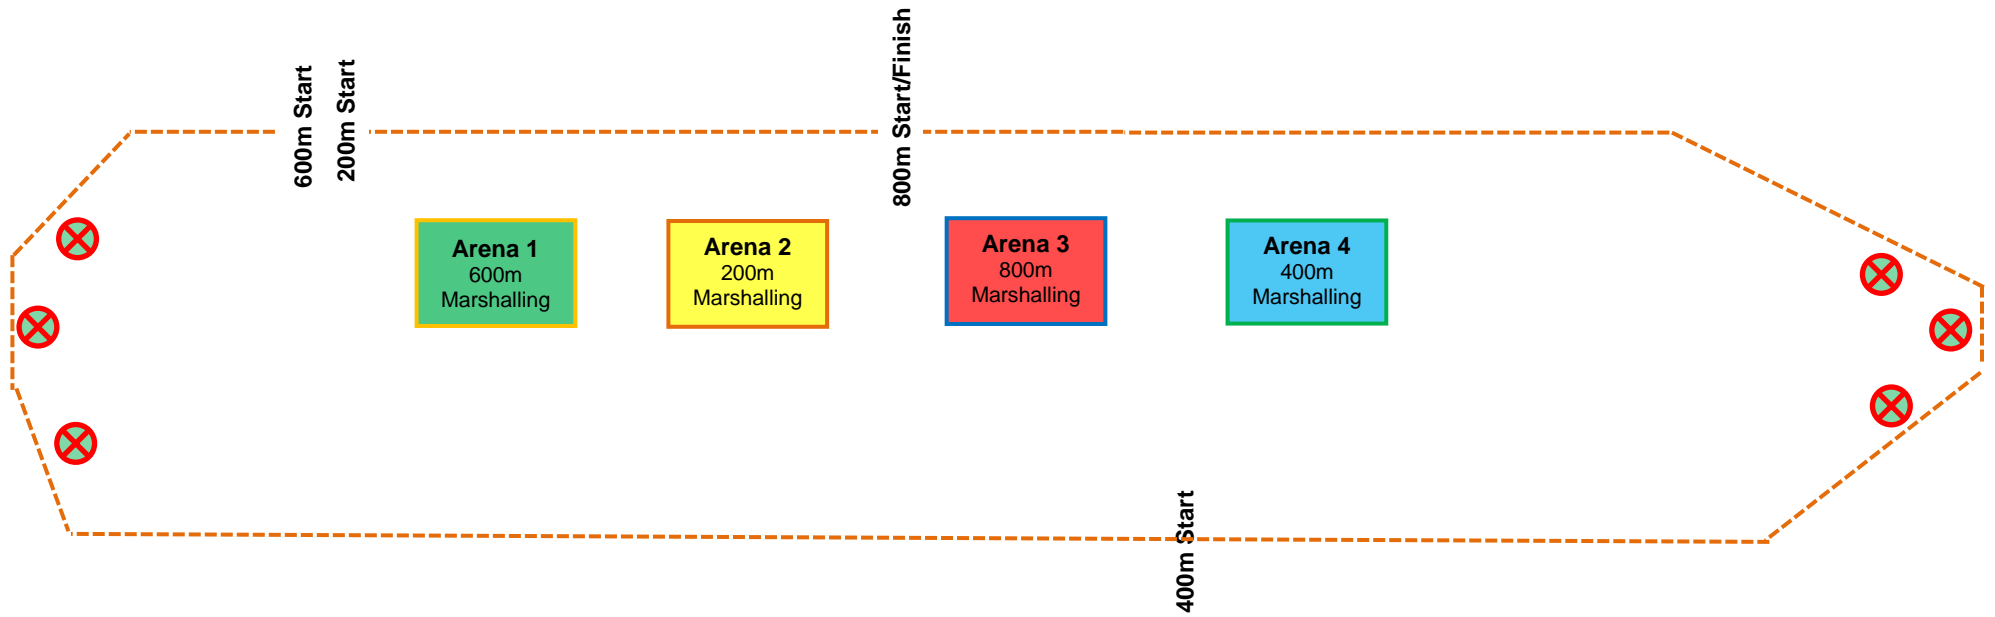 600m Start
200m Start
800m Start/Finish
Arena 1
600m
Marshalling
Arena 2
200m
Marshalling
Arena 3
800m
Marshalling
Arena 4
400m
Marshalling
400m Start